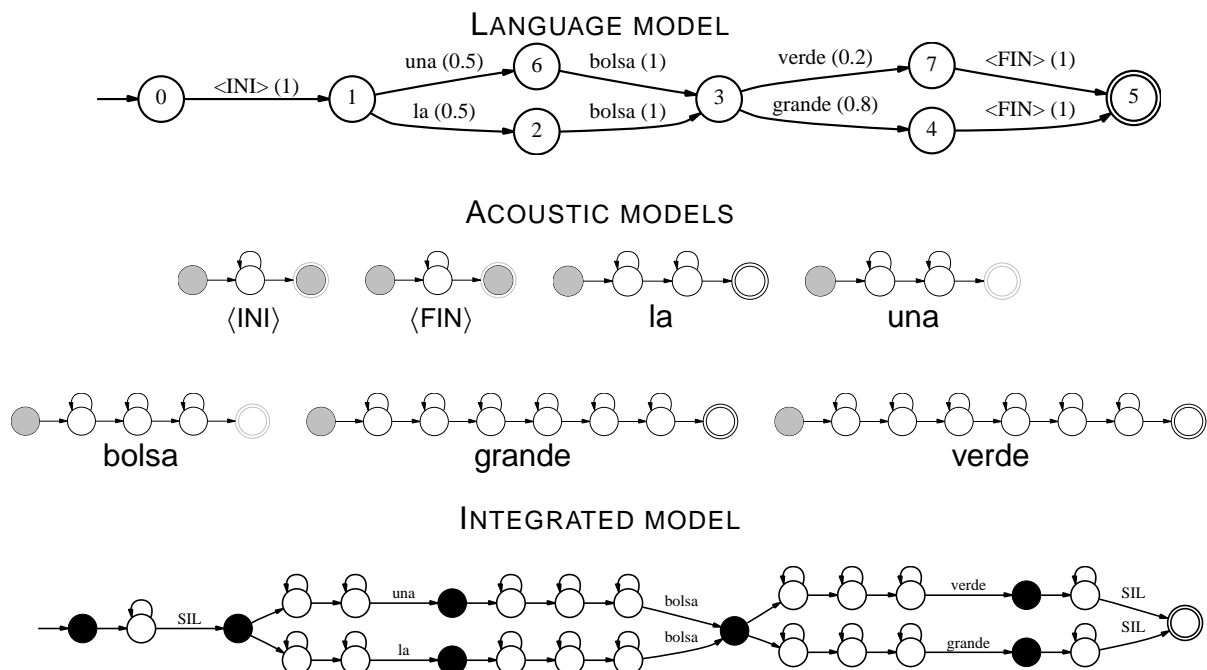 LANGUAGE MODEL
0 <INI> (1) 1 una (0.5) 6 bolsa (1) 3 verde (0.2) 7 <FIN> (1) 5
la (0.5) 2 bolsa (1) grande (0.8) 4 <FIN> (1)
ACOUSTIC MODELS
⟨INI⟩ ⟨FIN⟩ la una
bolsa grande verde
INTEGRATED MODEL
SIL una bolsa verde SIL
la bolsa grande SIL